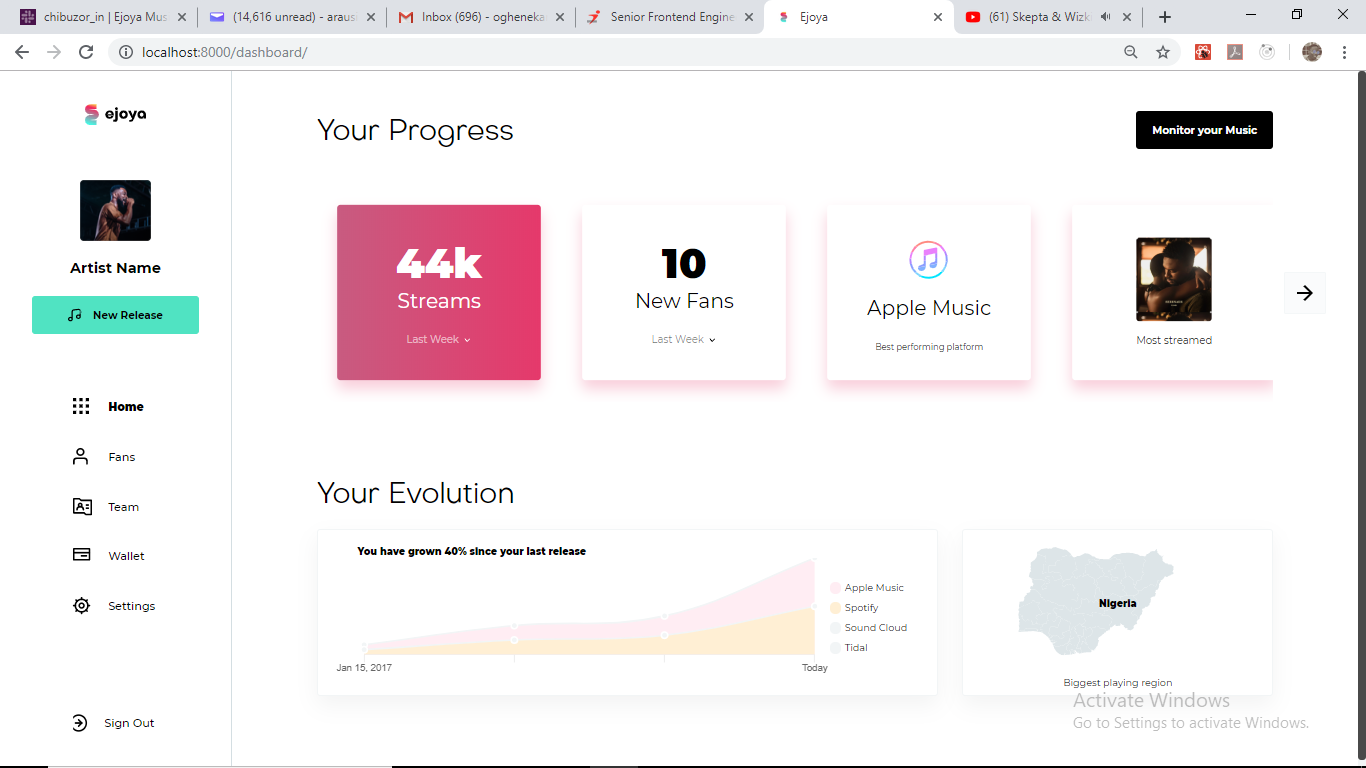 chibuzor_in | Ejoya Mus
(14,616 unread) - araus
Inbox (696) - ogheneka
Senior Frontend Engine
Ejoya
(61) Skepta & Wizk
localhost:8000/dashboard/
ejoya
Artist Name
New Release
Home
Fans
Team
Wallet
Settings
Sign Out
Your Progress
Monitor your Music
44k
Streams
Last Week
10
New Fans
Last Week
Apple Music
Best performing platform
Most streamed
Your Evolution
You have grown 40% since your last release
Apple Music
Spotify
Sound Cloud
Tidal
Jan 15, 2017
Today
Nigeria
Biggest playing region
Activate Windows
Go to Settings to activate Windows.